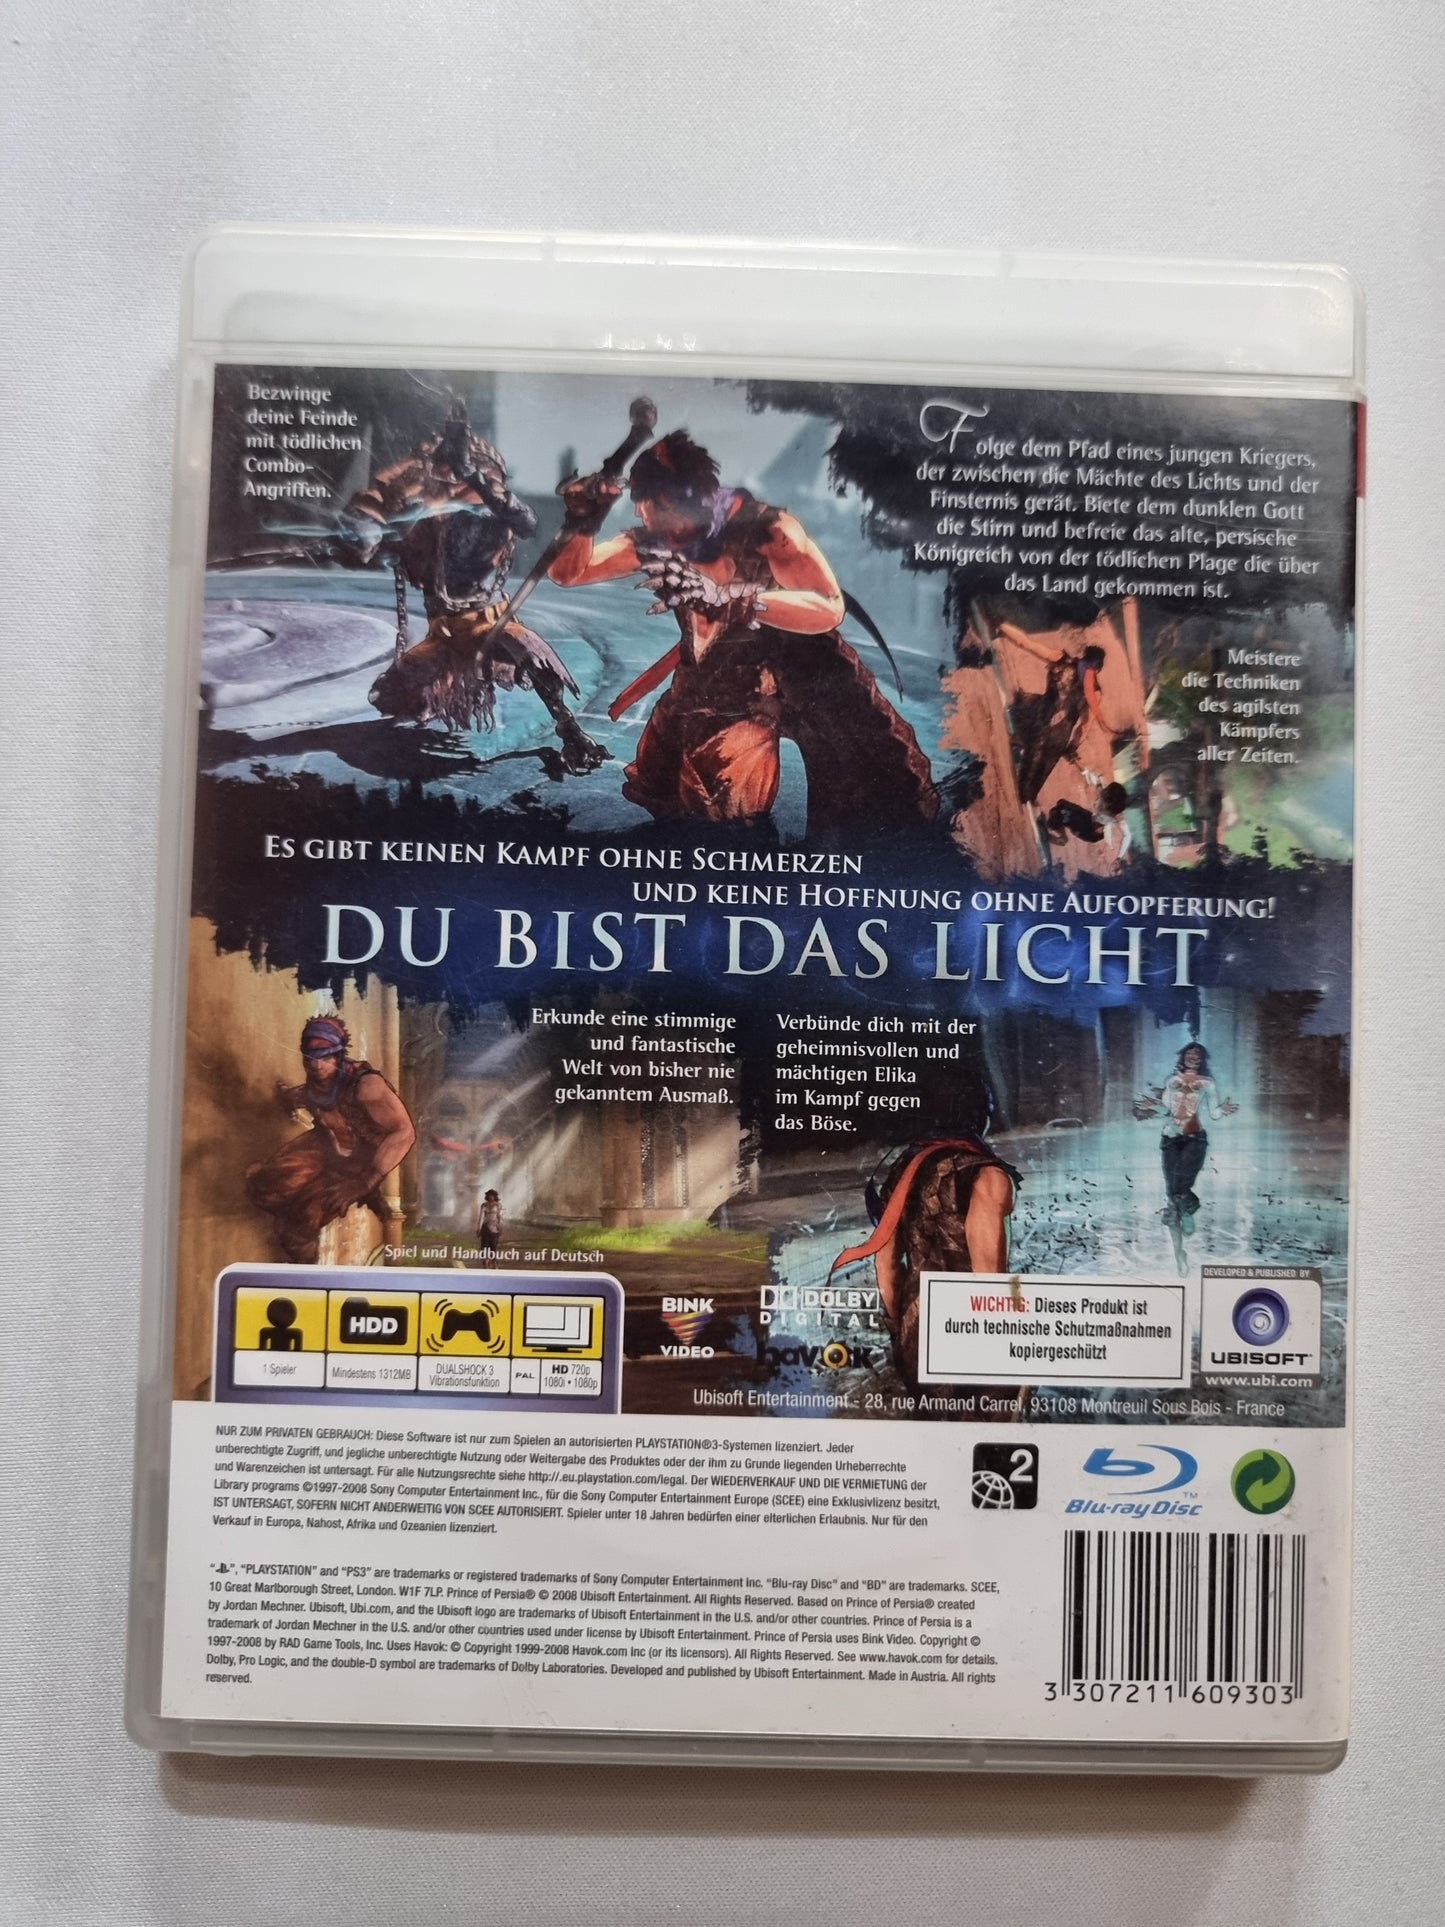 Bezwinge
deine Feinde
mit tödlichen
Combo-
Angriffen.
Folge dem Pfad eines jungen Kriegers,
der zwischen die Mächte des Lichts und der
Finsternis gerät. Biete dem dunklen Gott
die Stirn und befreie das alte, persische
Königreich von der tödlichen Plage die über
das Land gekommen ist.
Meistere
die Techniken
des agilsten
Kämpfers
aller Zeiten.
ES GIBT KEINEN KAMPF OHNE SCHMERZEN
UND KEINE HOFFNUNG OHNE AUFOPFERUNG!
DU BIST DAS LICHT
Erkunde eine stimmige
und fantastische
Welt von bisher nie
gekanntem Ausmaß.
Verbünde dich mit der
geheimnisvollen und
mächtigen Elika
im Kampf gegen
das Böse.
Spiel und Handbuch auf Deutsch
HDD
1 Spieler
Mindestens 1312MB
DUALSHOCK 3
Vibrationsfunktion
PAL
HD 720p
1080i • 1080p
BINK
VIDEO
DOLBY
DIGITAL
havok
WICHTIG: Dieses Produkt ist
durch technische Schutzmaßnahmen
kopiergeschützt
DEVELOPED & PUBLISHED BY
UBISOFT
www.ubi.com
Ubisoft Entertainment - 28, rue Armand Carrel, 93108 Montreuil Sous Bois - France
NUR ZUM PRIVATEN GEBRAUCH: Diese Software ist nur zum Spielen an autorisierten PLAYSTATION®3-Systemen lizenziert. Jeder
unberechtigte Zugriff, und jegliche unberechtigte Nutzung oder Weitergabe des Produktes oder der ihm zu Grunde liegenden Urheberrechte
und Warenzeichen ist untersagt. Für alle Nutzungsrechte siehe http://.eu.playstation.com/legal. Der WIEDERVERKAUF UND DIE VERMIETUNG der
Library programs ©1997-2008 Sony Computer Entertainment Inc., für die Sony Computer Entertainment Europe (SCEE) eine Exklusivlizenz besitzt,
IST UNTERSAGT, SOFERN NICHT ANDERWEITIG VON SCEE AUTORISIERT. Spieler unter 18 Jahren bedürfen einer elterlichen Erlaubnis. Nur für den
Verkauf in Europa, Nahost, Afrika und Ozeanien lizenziert.
2
Blu-ray Disc
TM
“ ”, “PLAYSTATION” and “PS3” are trademarks or registered trademarks of Sony Computer Entertainment Inc. “Blu-ray Disc” and “BD” are trademarks. SCEE,
10 Great Marlborough Street, London. W1F 7LP. Prince of Persia® © 2008 Ubisoft Entertainment. All Rights Reserved. Based on Prince of Persia® created
by Jordan Mechner. Ubisoft, Ubi.com, and the Ubisoft logo are trademarks of Ubisoft Entertainment in the U.S. and/or other countries. Prince of Persia is a
trademark of Jordan Mechner in the U.S. and/or other countries used under license by Ubisoft Entertainment. Prince of Persia uses Bink Video. Copyright ©
1997-2008 by RAD Game Tools, Inc. Uses Havok: © Copyright 1999-2008 Havok.com Inc (or its licensors). All Rights Reserved. See www.havok.com for details.
Dolby, Pro Logic, and the double-D symbol are trademarks of Dolby Laboratories. Developed and published by Ubisoft Entertainment. Made in Austria. All rights
reserved.
3 307211 609303